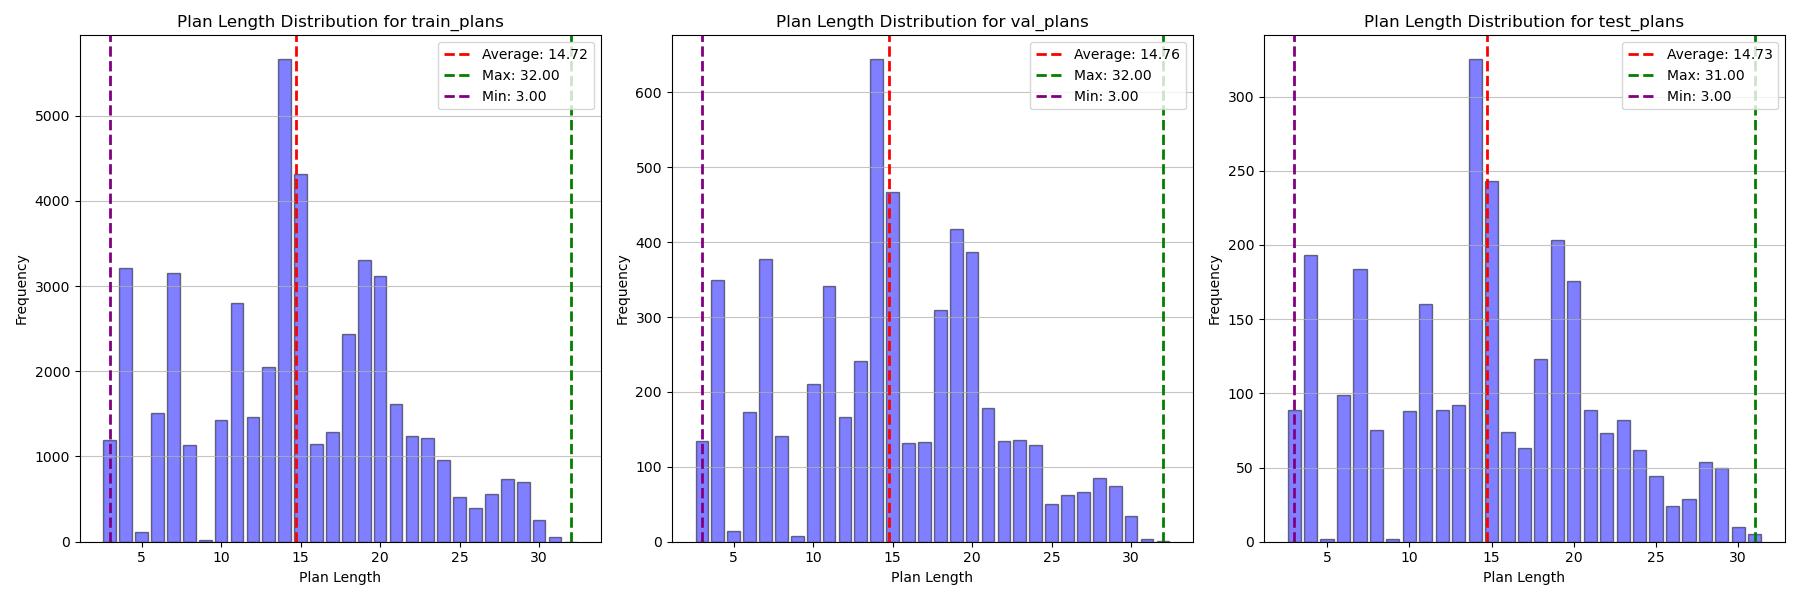 Plan Length Distribution for train_plans
Average: 14.72
Max: 32.00
Min: 3.00
5000
4000
3000
2000
1000
0
Frequency
5 10 15 20 25 30
Plan Length
Plan Length Distribution for val_plans
Average: 14.76
Max: 32.00
Min: 3.00
600
500
400
300
200
100
0
Frequency
5 10 15 20 25 30
Plan Length
Plan Length Distribution for test_plans
Average: 14.73
Max: 31.00
Min: 3.00
300
250
200
150
100
50
0
Frequency
5 10 15 20 25 30
Plan Length